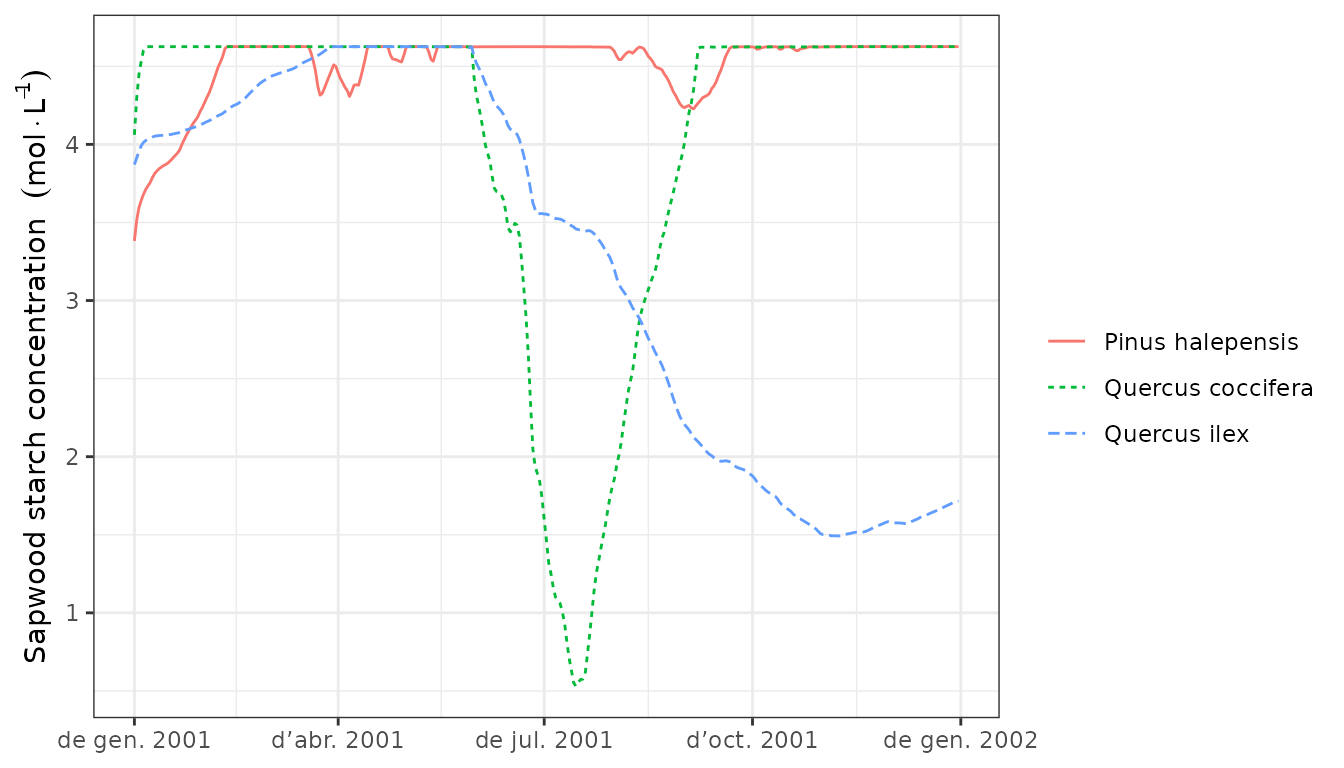 Sapwood starch concentration (mol · L⁻¹)
4
3
2
1
de gen. 2001
d’abr. 2001
de jul. 2001
d’oct. 2001
de gen. 2002
Pinus halepensis
Quercus coccifera
Quercus ilex